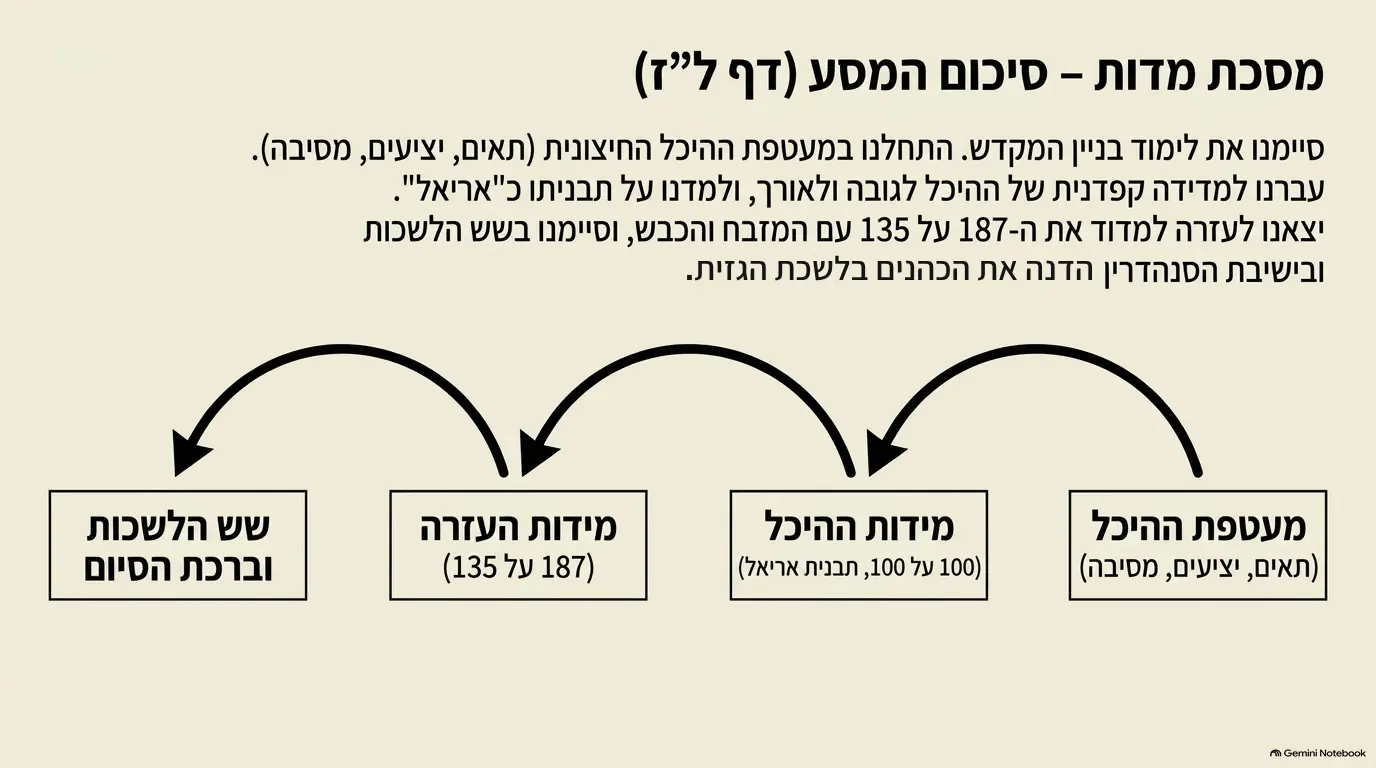 מסכת מדות – סיכום המסע (דף ל”ז)
סיימנו את לימוד בניין המקדש. התחלנו במעטפת ההיכל החיצונית (תאים, יציעים, מסיבה).
עברנו למדידה קפדנית של ההיכל לגובה ולאורך, ולמדנו על תבניתו כ"אריאל".
יצאנו לעזרה למדוד את ה-187 על 135 עם המזבח והכבש, וסיימנו בשש הלשכות
ובישיבת הסנהדרין הדנה את הכהנים בלשכת הגזית.
מעטפת ההיכל
(תאים, יציעים, מסיבה)
מידות ההיכל
(100 על 100, תבנית אריאל)
מידות העזרה
(187 על 135)
שש הלשכות
וברכת הסיום
Gemini Notebook